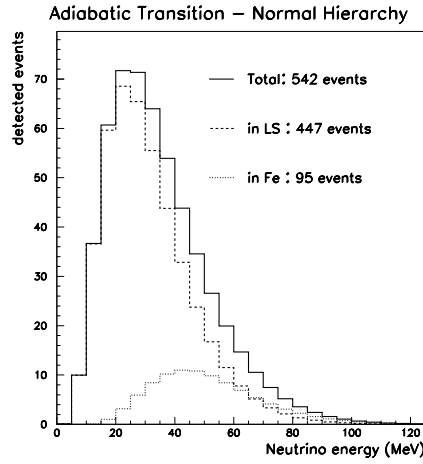 Adiabatic Transition – Normal Hierarchy
detected events
70
60
50
40
30
20
10
0
Total: 542 events
in LS : 447 events
in Fe : 95 events
0 20 40 60 80 100 120
Neutrino energy (MeV)